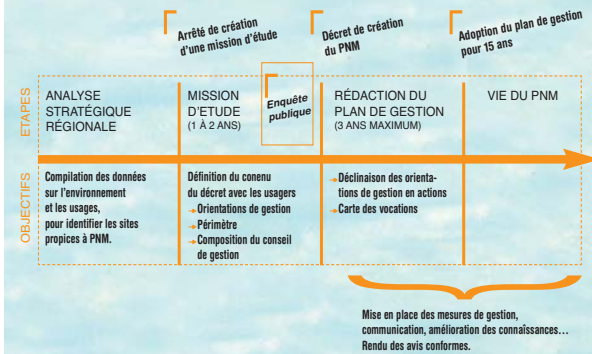 Arrêté de création
d'une mission d'étude
Décret de création
du PNM
Adoption du plan de gestion
pour 15 ans
ETAPES
ANALYSE
STRATÉGIQUE
RÉGIONALE
MISSION
D'ETUDE
(1 À 2 ANS)
Enquête
publique
RÉDACTION DU
PLAN DE GESTION
(3 ANS MAXIMUM)
VIE DU PNM
OBJECTIFS
Compilation des données
sur l'environnement
et les usages,
pour identifier les sites
propices à PNM.
Définition du conenu
du décret avec les usagers
Orientations de gestion
Périmètre
Composition du conseil
de gestion
Déclinaison des orienta-
tions de gestion en actions
Carte des vocations
Mise en place des mesures de gestion,
communication, amélioration des connaîssances…
Rendu des avis conformes.